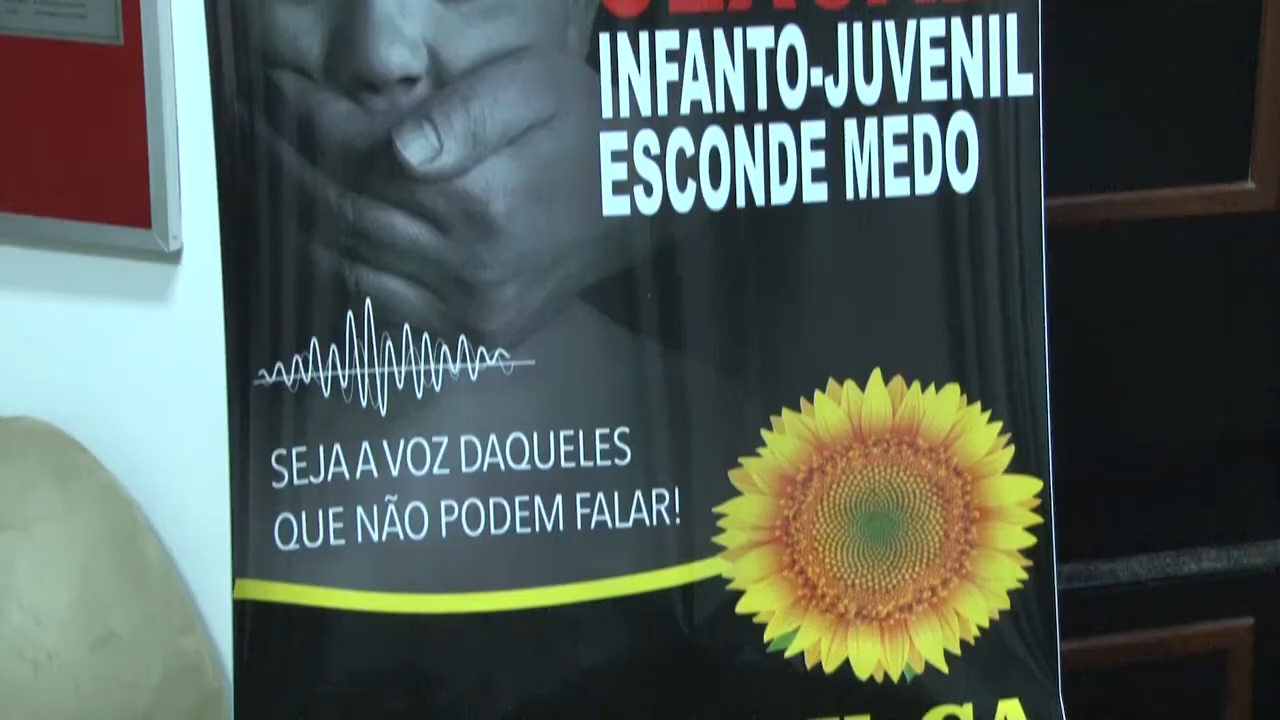 INFANTO-JUVENIL
ESCONDE MEDO
SEJA A VOZ DAQUELES
QUE NÃO PODEM FALAR!